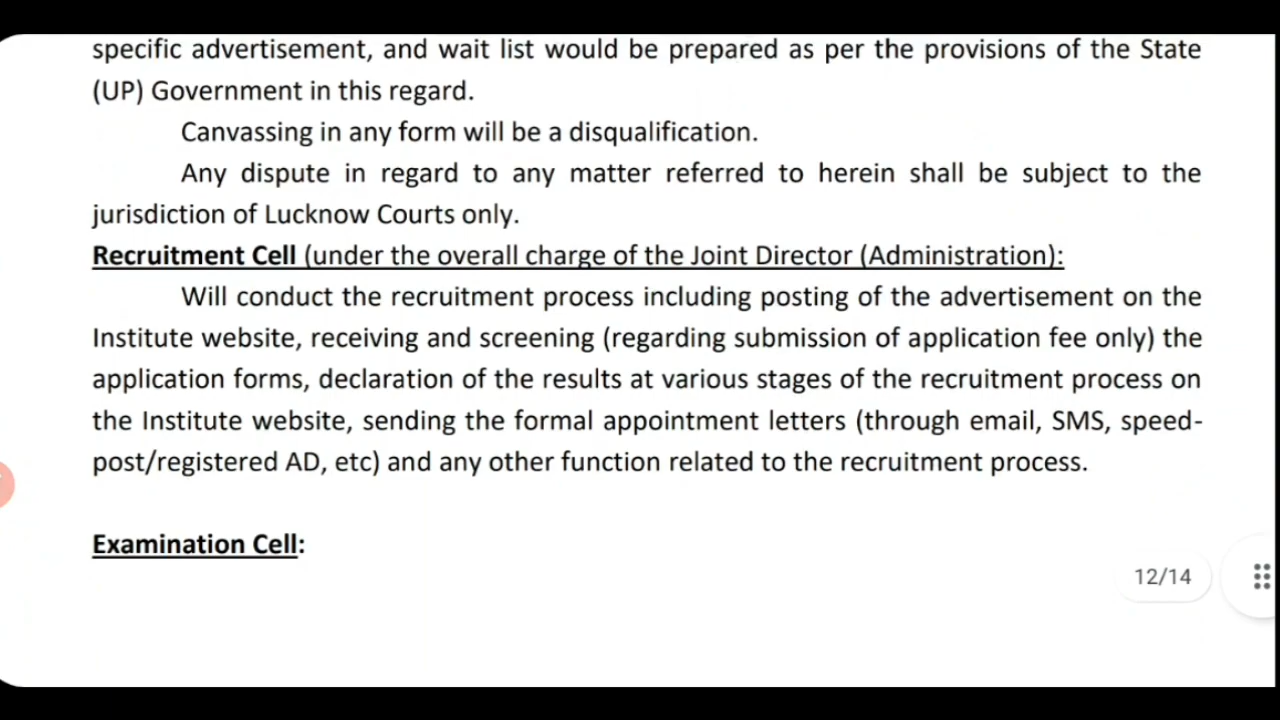 specific advertisement, and wait list would be prepared as per the provisions of the State
(UP) Government in this regard.
Canvassing in any form will be a disqualification.
Any dispute in regard to any matter referred to herein shall be subject to the
jurisdiction of Lucknow Courts only.
Recruitment Cell (under the overall charge of the Joint Director (Administration):
Will conduct the recruitment process including posting of the advertisement on the
Institute website, receiving and screening (regarding submission of application fee only) the
application forms, declaration of the results at various stages of the recruitment process on
the Institute website, sending the formal appointment letters (through email, SMS, speed-
post/registered AD, etc) and any other function related to the recruitment process.
Examination Cell:
12/14